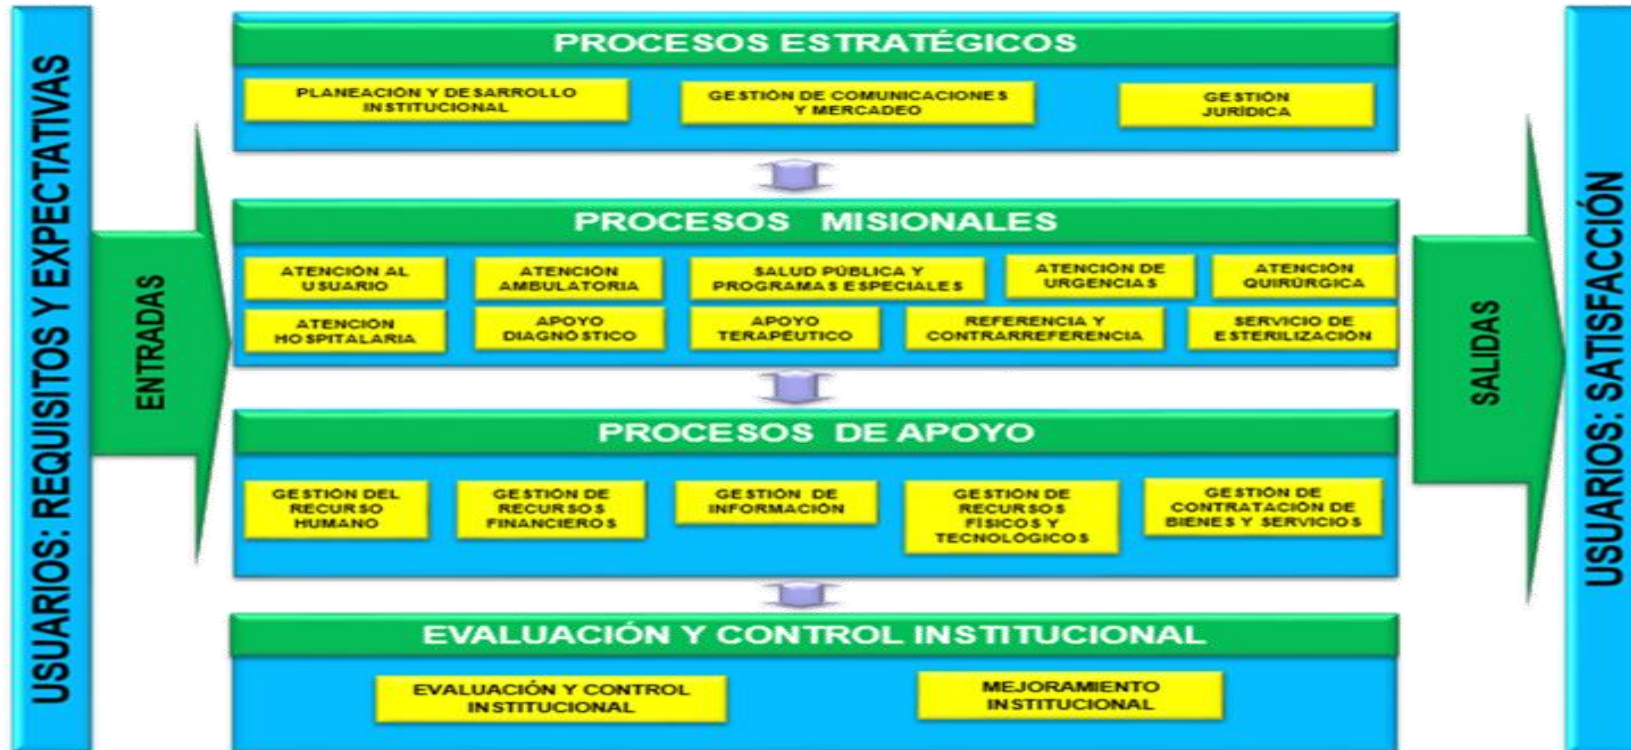 USUARIOS: REQUISITOS Y EXPECTATIVAS
ENTRADAS
PROCESOS ESTRATÉGICOS
PLANEACIÓN Y DESARROLLO
INSTITUCIONAL
GESTIÓN DE COMUNICACIONES
Y MERCADEO
GESTIÓN
JURÍDICA
PROCESOS MISIONALES
ATENCIÓN AL
USUARIO
ATENCIÓN
AMBULATORIA
SALUD PÚBLICA Y
PROGRAMAS ESPECIALES
ATENCIÓN DE
URGENCIAS
ATENCIÓN
QUIRÚRGICA
ATENCIÓN
HOSPITALARIA
APOYO
DIAGNÓSTICO
APOYO
TERAPÉUTICO
REFERENCIA Y
CONTRARREFERENCIA
SERVICIO DE
ESTERILIZACIÓN
PROCESOS DE APOYO
GESTIÓN DEL
RECURSO
HUMANO
GESTIÓN DE
RECURSOS
FINANCIEROS
GESTIÓN DE
INFORMACIÓN
GESTIÓN DE
RECURSOS
FÍSICOS Y
TECNOLÓGICOS
GESTIÓN DE
CONTRATACIÓN DE
BIENES Y SERVICIOS
EVALUACIÓN Y CONTROL INSTITUCIONAL
EVALUACIÓN Y CONTROL
INSTITUCIONAL
MEJORAMIENTO
INSTITUCIONAL
SALIDAS
USUARIOS: SATISFACCIÓN